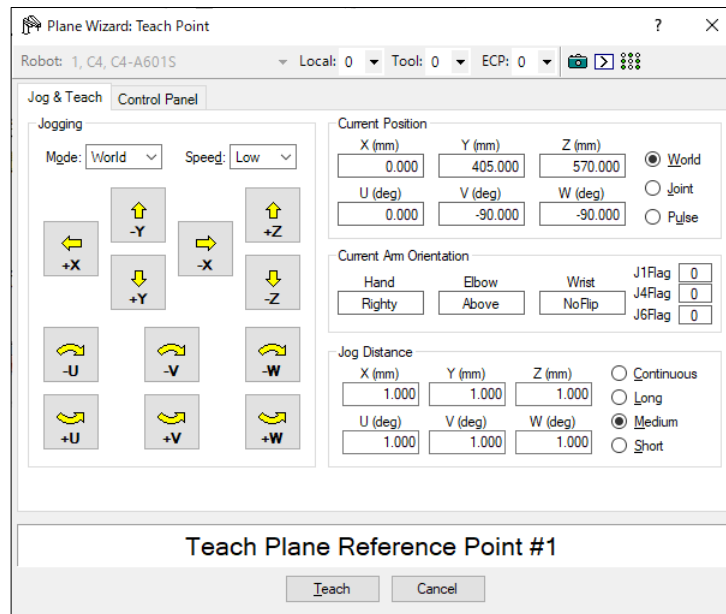 Plane Wizard: Teach Point ? ×
Robot: 1, C4, C4-A601S Local: 0 Tool: 0 ECP: 0
Jog & Teach Control Panel
Jogging
Mode: World Speed: Low
-Y
+Z
+X
-X
+Y
-Z
-U -V -W
+U +V +W
Current Position
X (mm) Y (mm) Z (mm)
0.000 405.000 570.000
U (deg) V (deg) W (deg)
0.000 -90.000 -90.000
World
Joint
Pulse
Current Arm Orientation
Hand Elbow Wrist
Righty Above NoFlip
J1Flag 0
J4Flag 0
J6Flag 0
Jog Distance
X (mm) Y (mm) Z (mm)
1.000 1.000 1.000
U (deg) V (deg) W (deg)
1.000 1.000 1.000
Continuous
Long
Medium
Short
Teach Plane Reference Point #1
Teach Cancel